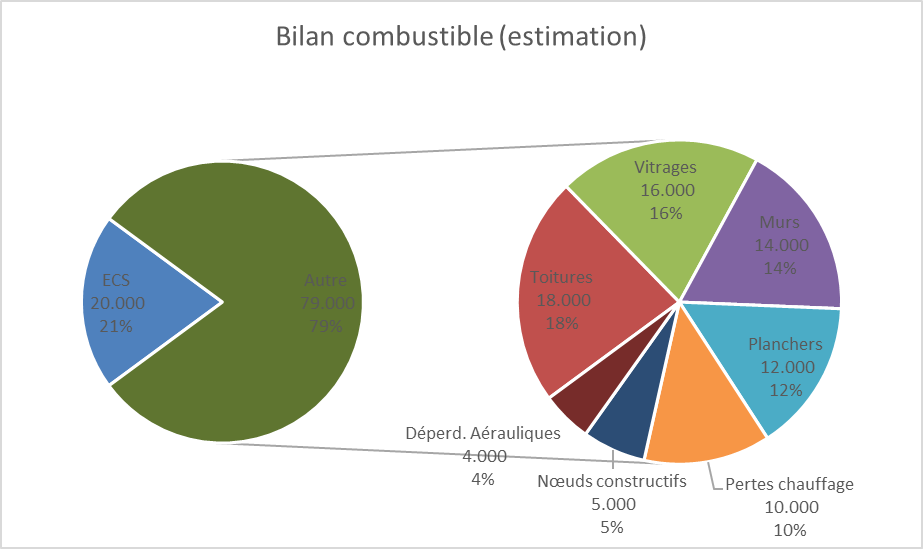 Bilan combustible (estimation)
ECS
20.000
21%
Autre
79.000
79%
Vitrages
16.000
16%
Murs
14.000
14%
Toitures
18.000
18%
Planchers
12.000
12%
Déperd. Aérauliques
4.000
4%
Nœuds constructifs
5.000
5%
Pertes chauffage
10.000
10%